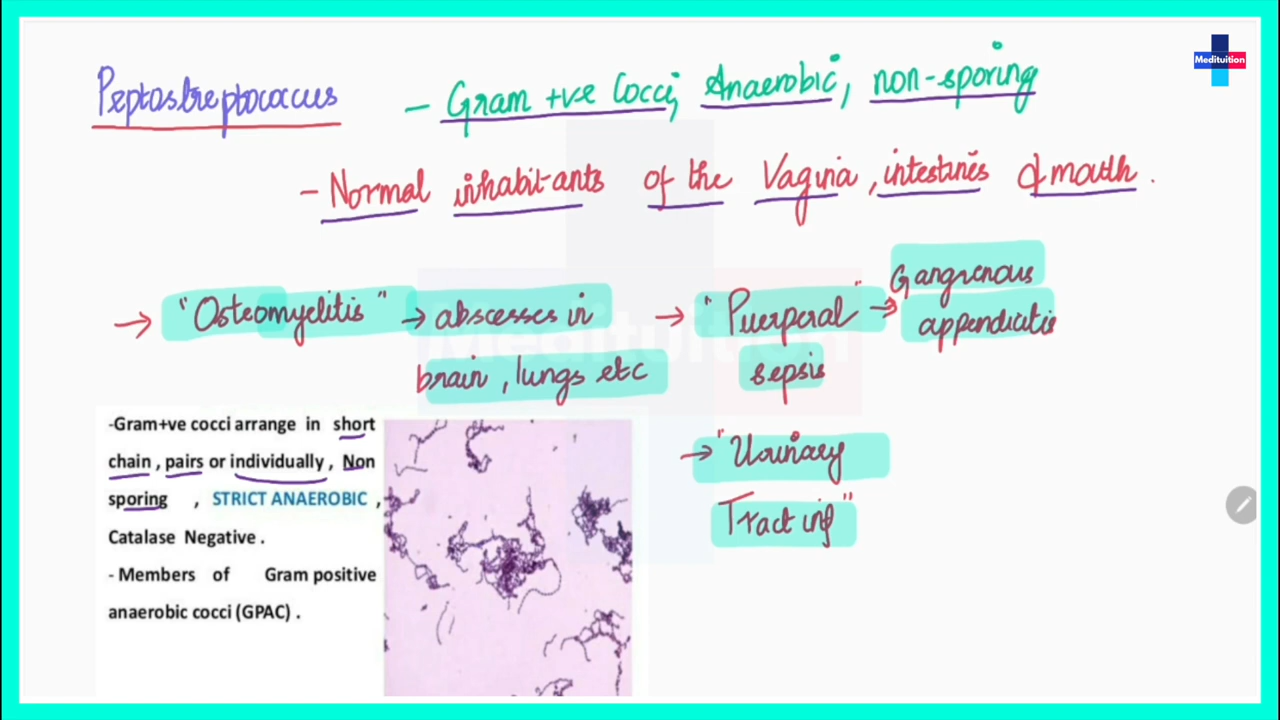 Meditution
Peptostreptococcus - Gram +ve Cocci, Anaerobic, non-sporing
- Normal inhabitants of the Vagina, intestines & mouth.
→ "Osteomyelitis" → abscesses in
brain, lungs etc
→ "Puerperal"
sepsis
→ Gangrenous
appendicitis
→ "Urinary
Tract inf"
-Gram+ve cocci arrange in short
chain , pairs or individually , Non
sporing , STRICT ANAEROBIC ,
Catalase Negative .
- Members of Gram positive
anaerobic cocci (GPAC) .
Meditution